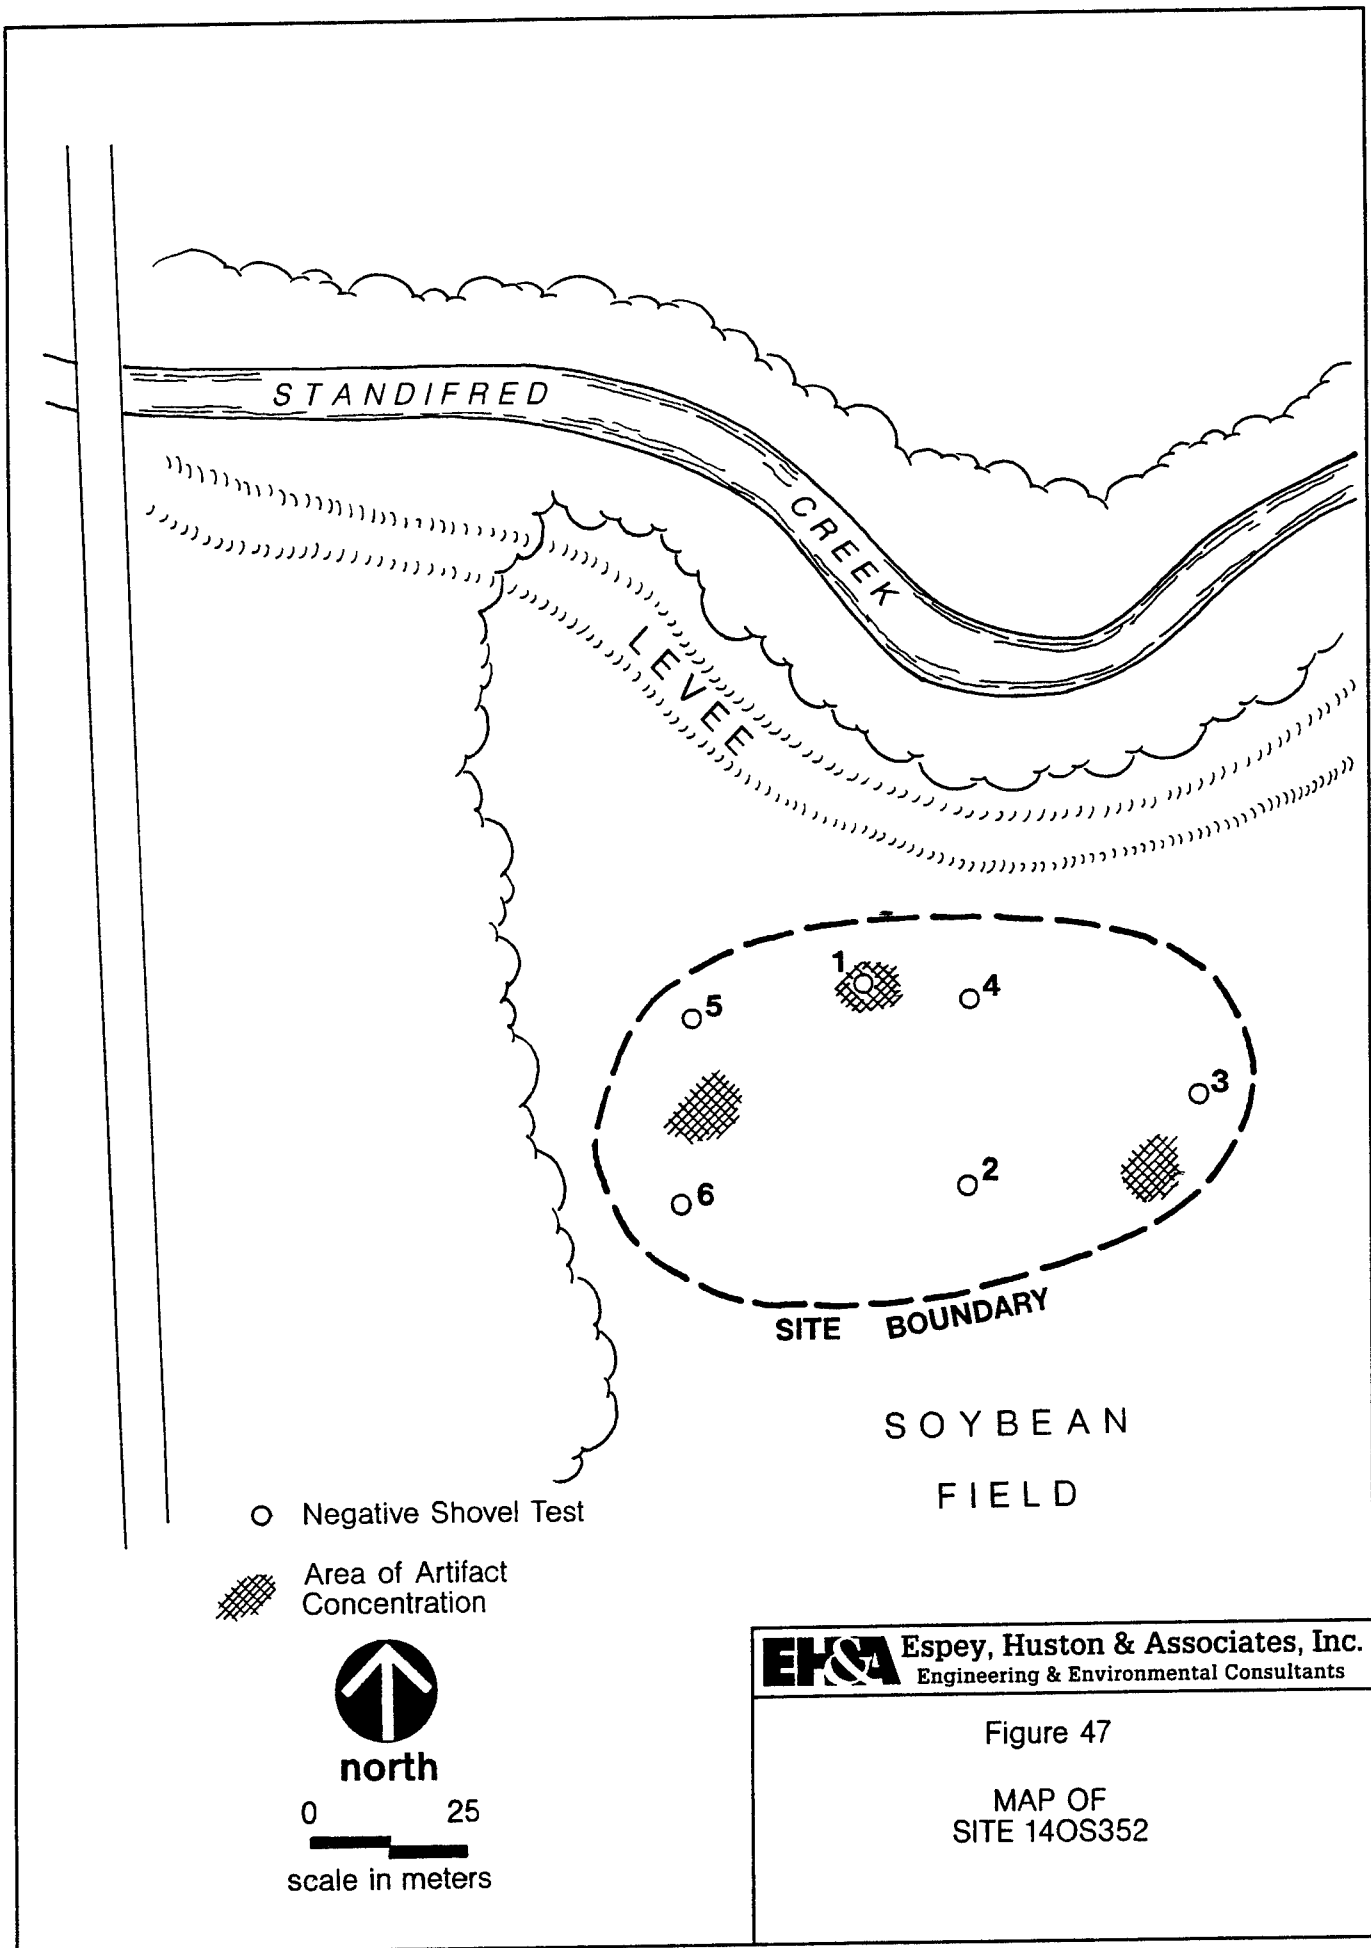 STANDIFRED
CREEK
LEVEE
1
4
5
3
2
6
SITE BOUNDARY
SOYBEAN
FIELD
Negative Shovel Test
Area of Artifact
Concentration
north
0 25
scale in meters
EH&A Espey, Huston & Associates, Inc.
Engineering & Environmental Consultants
Figure 47
MAP OF
SITE 14OS352